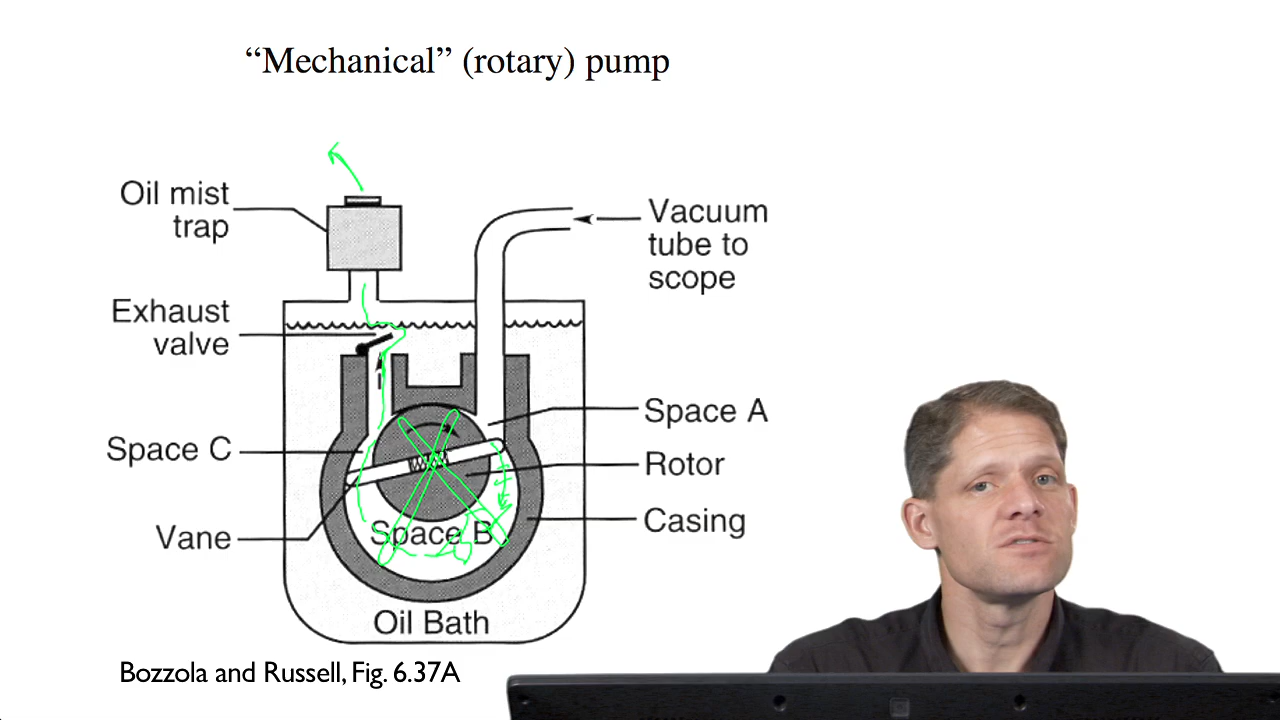 “Mechanical” (rotary) pump
Oil mist
trap
Vacuum
tube to
scope
Exhaust
valve
Space A
Space C
Rotor
Space B
Casing
Vane
Oil Bath
Bozzola and Russell, Fig. 6.37A